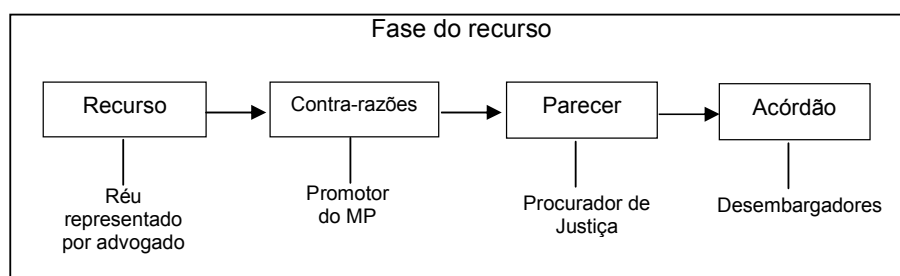 Fase do recurso
Recurso
Contra-razões
Parecer
Acórdão
Réu
representado
por advogado
Promotor
do MP
Procurador de
Justiça
Desembargadores